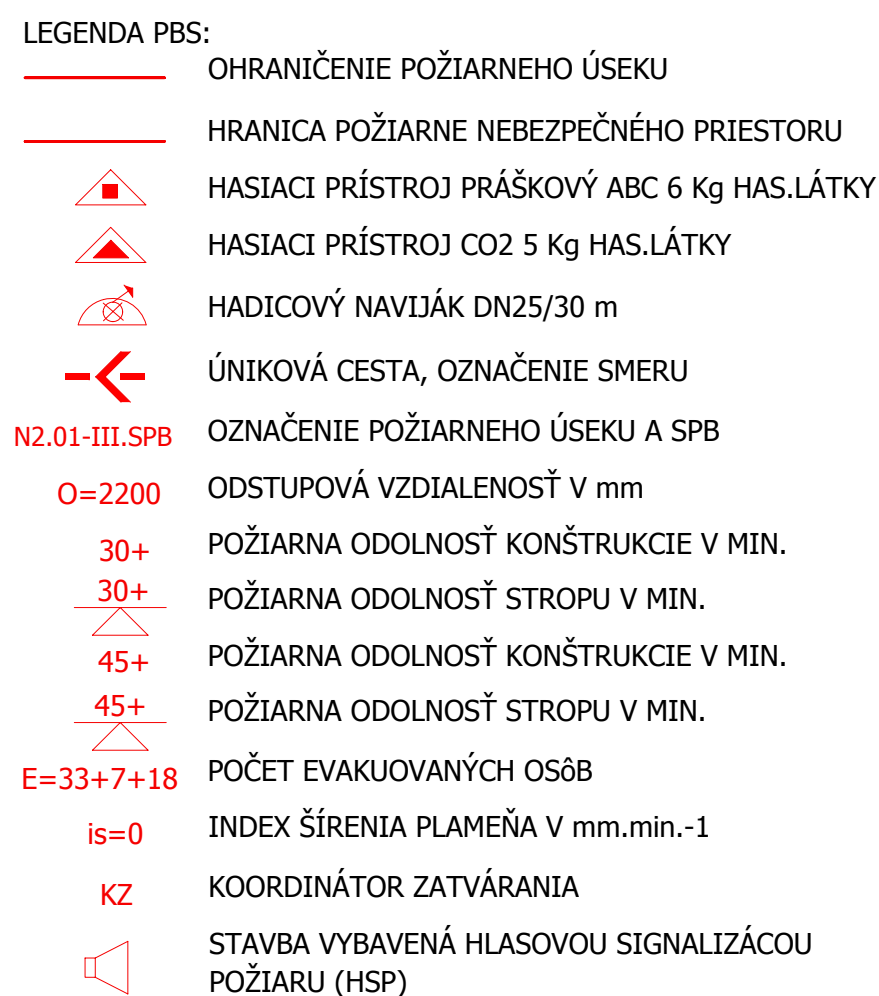 LEGENDA PBS:
OHRANIČENIE POŽIARNEHO ÚSEKU
HRANICA POŽIARNE NEBEZPEČNÉHO PRIESTORU
HASIACI PRÍSTROJ PRÁŠKOVÝ ABC 6 Kg HAS.LÁTKY
HASIACI PRÍSTROJ CO2 5 Kg HAS.LÁTKY
HADICOVÝ NAVIJÁK DN25/30 m
ÚNIKOVÁ CESTA, OZNAČENIE SMERU
N2.01-III.SPB OZNAČENIE POŽIARNEHO ÚSEKU A SPB
O=2200 ODSTUPOVÁ VZDIALENOSŤ V mm
30+ POŽIARNA ODOLNOSŤ KONŠTRUKCIE V MIN.
30+ POŽIARNA ODOLNOSŤ STROPU V MIN.
45+ POŽIARNA ODOLNOSŤ KONŠTRUKCIE V MIN.
45+ POŽIARNA ODOLNOSŤ STROPU V MIN.
E=33+7+18 POČET EVAKUOVANÝCH OSôB
is=0 INDEX ŠÍRENIA PLAMEŇA V mm.min.-1
KZ KOORDINÁTOR ZATVÁRANIA
STAVBA VYBAVENÁ HLASOVOU SIGNALIZÁCOU
POŽIARU (HSP)